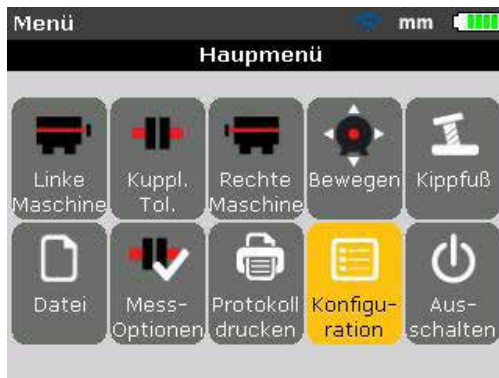 Menü
mm
Haupmenü
Linke
Maschine
Kuppl.
Tol.
Rechte
Maschine
Bewegen
Kippfuß
Datei
Mess-
Optionen
Protokoll
drucken
Konfigu-
ration
Aus-
schalten